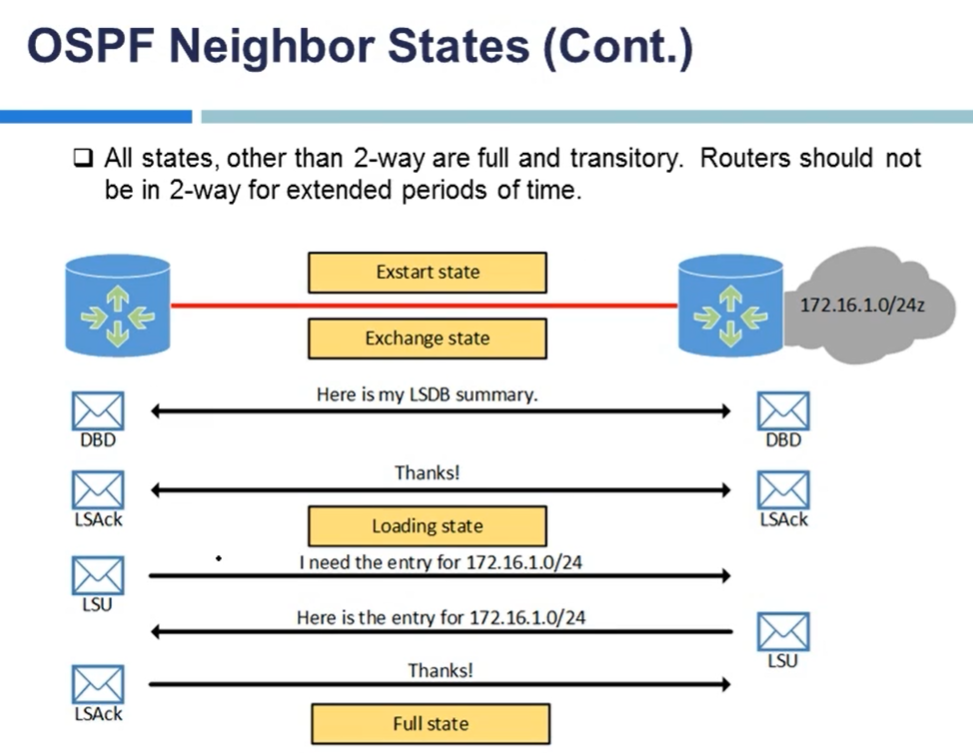 OSPF Neighbor States (Cont.)
All states, other than 2-way are full and transitory. Routers should not
be in 2-way for extended periods of time.
Exstart state
172.16.1.0/24z
Exchange state
Here is my LSDB summary.
DBD
DBD
Thanks!
LSAck
LSAck
Loading state
I need the entry for 172.16.1.0/24
LSU
Here is the entry for 172.16.1.0/24
LSU
Thanks!
LSAck
Full state